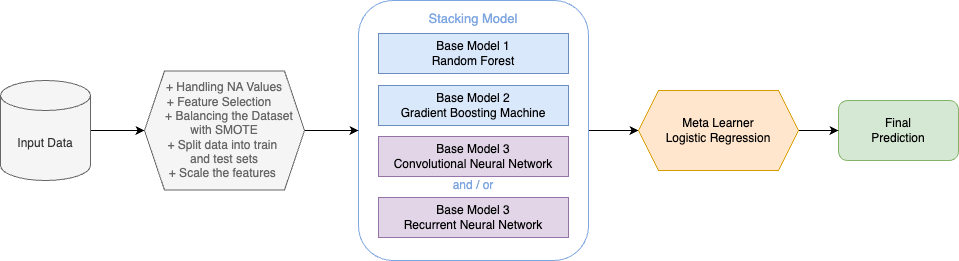 Input Data
+ Handling NA Values
+ Feature Selection
+ Balancing the Dataset
with SMOTE
+ Split data into train
and test sets
+ Scale the features
Stacking Model
Base Model 1
Random Forest
Base Model 2
Gradient Boosting Machine
Base Model 3
Convolutional Neural Network
and / or
Base Model 3
Recurrent Neural Network
Meta Learner
Logistic Regression
Final
Prediction